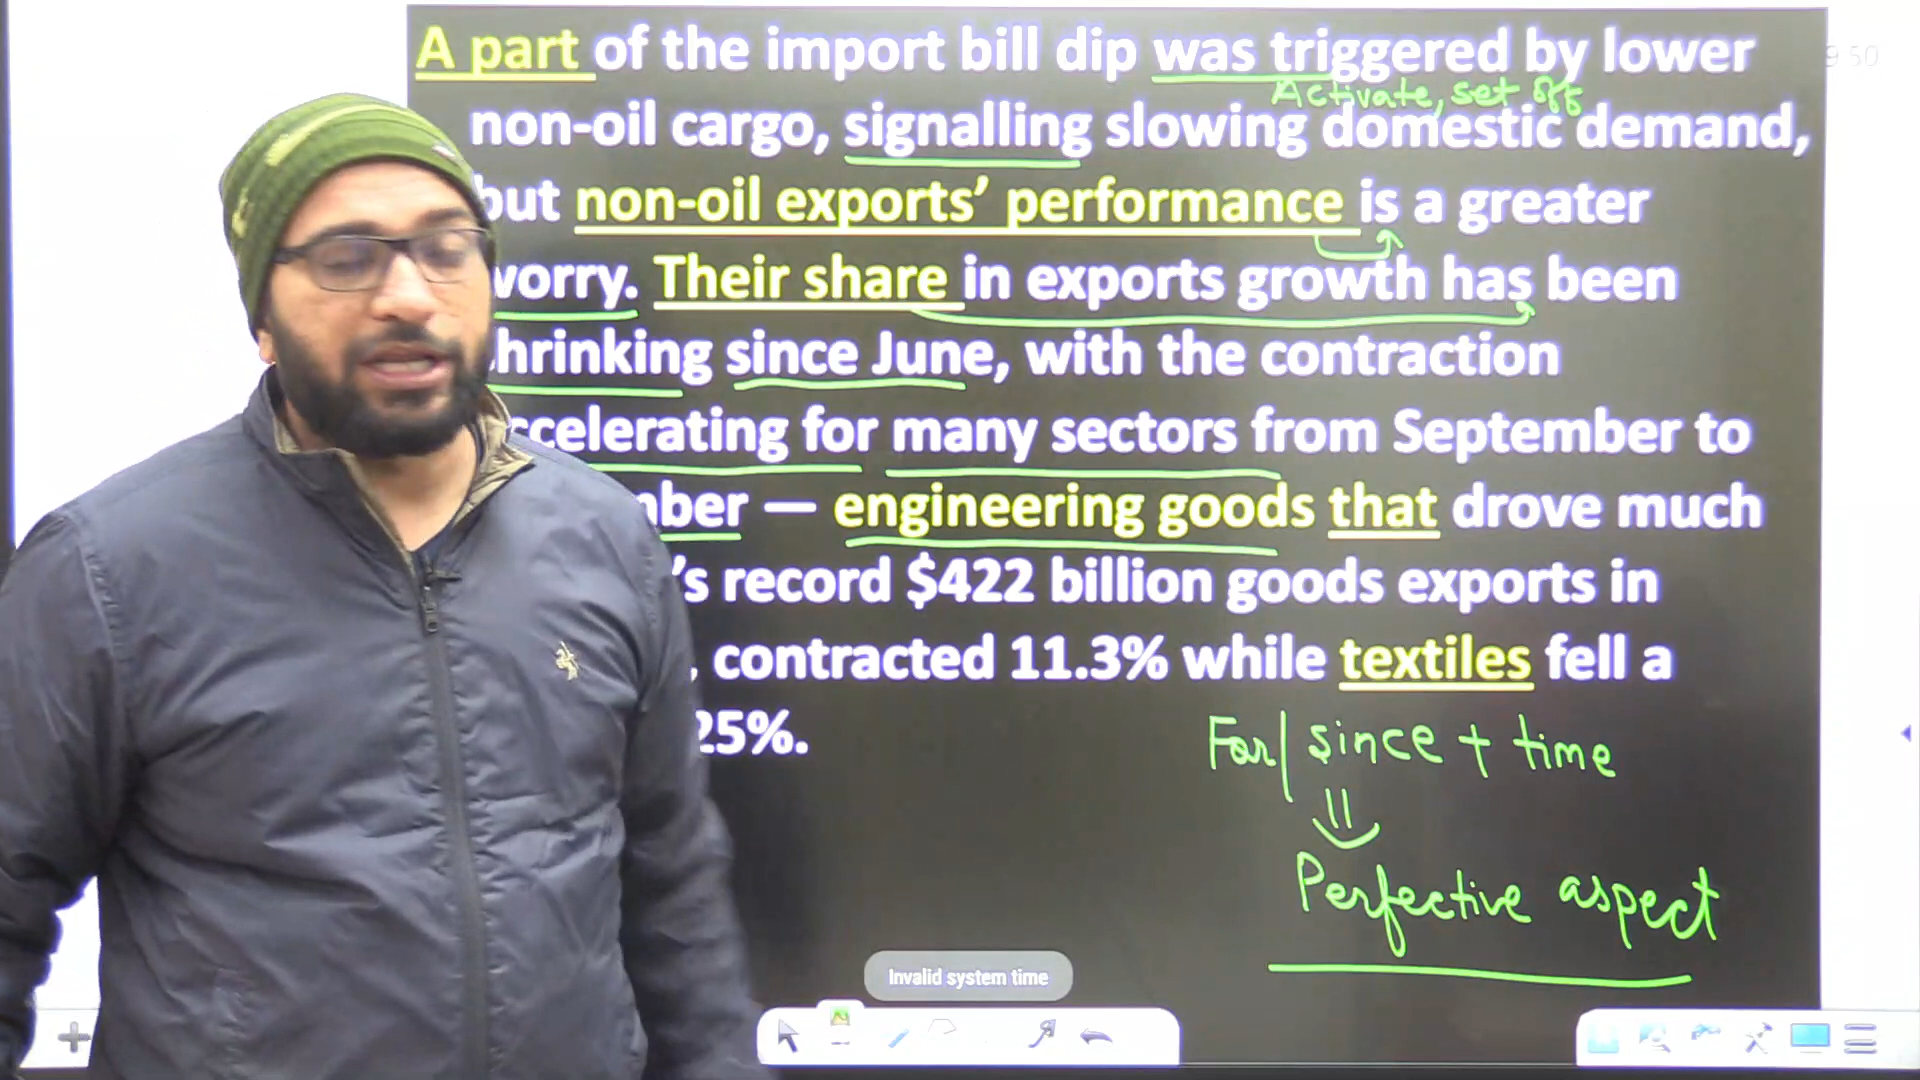 A part of the import bill dip was triggered by lower
9 50
Activate, set off
non-oil cargo, signalling slowing domestic demand,
but non-oil exports’ performance is a greater
worry. Their share in exports growth has been
hrinking since June, with the contraction
ccelerating for many sectors from September to
mber — engineering goods that drove much
’s record $422 billion goods exports in
, contracted 11.3% while textiles fell a
25%.
For/ since + time
Perfective aspect
Invalid system time